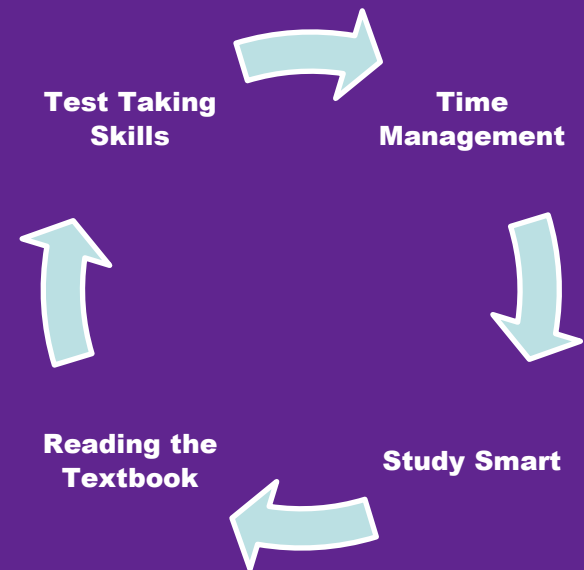 Test Taking
Skills
Time
Management
Study Smart
Reading the
Textbook